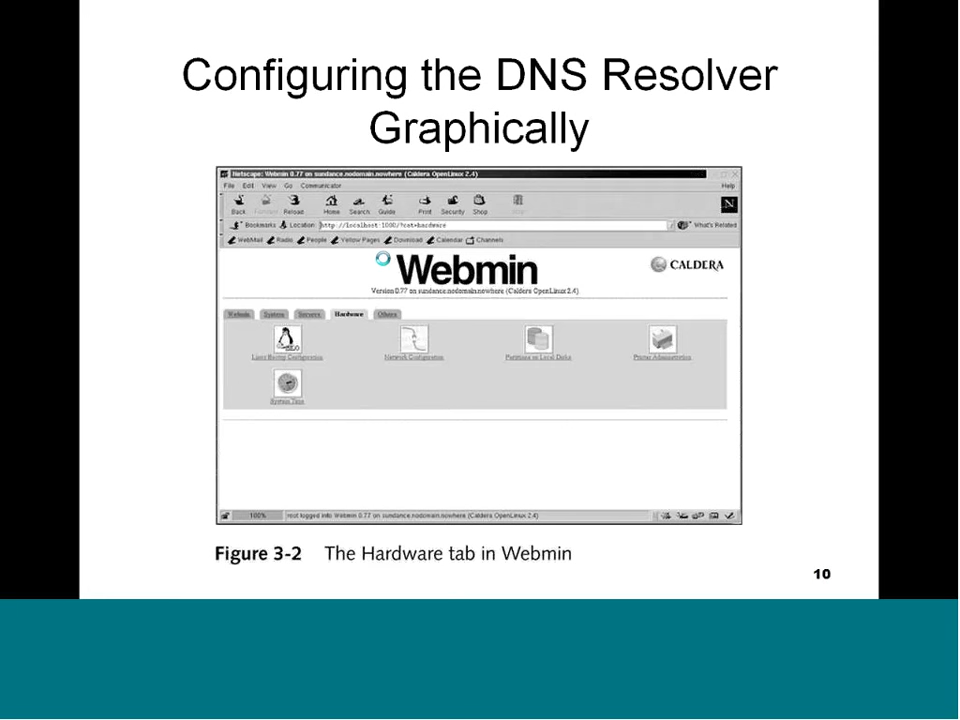 Configuring the DNS Resolver
Graphically
Netscape: Webmin 0.77 on sundance.nodomain.nowhere (Caldera OpenLinux 2.4)
File Edit View Go Communicator Help
Back Forward Reload Home Search Guide Print Security Shop Stop
Bookmarks Location: http://localhost:1000/?cat=hardware What's Related
WebMail Radio People Yellow Pages Download Calendar Channels
Webmin
CALDERA
Version 0.77 on sundance.nodomain.nowhere (Caldera OpenLinux 2.4)
Webmin System Servers Hardware Others
Linux Bootup Configuration Network Configuration Partitions on Local Disks Printer Administration
System Time
100% root logged into Webmin 0.77 on sundance.nodomain.nowhere (Caldera OpenLinux 2.4)
Figure 3-2 The Hardware tab in Webmin
10